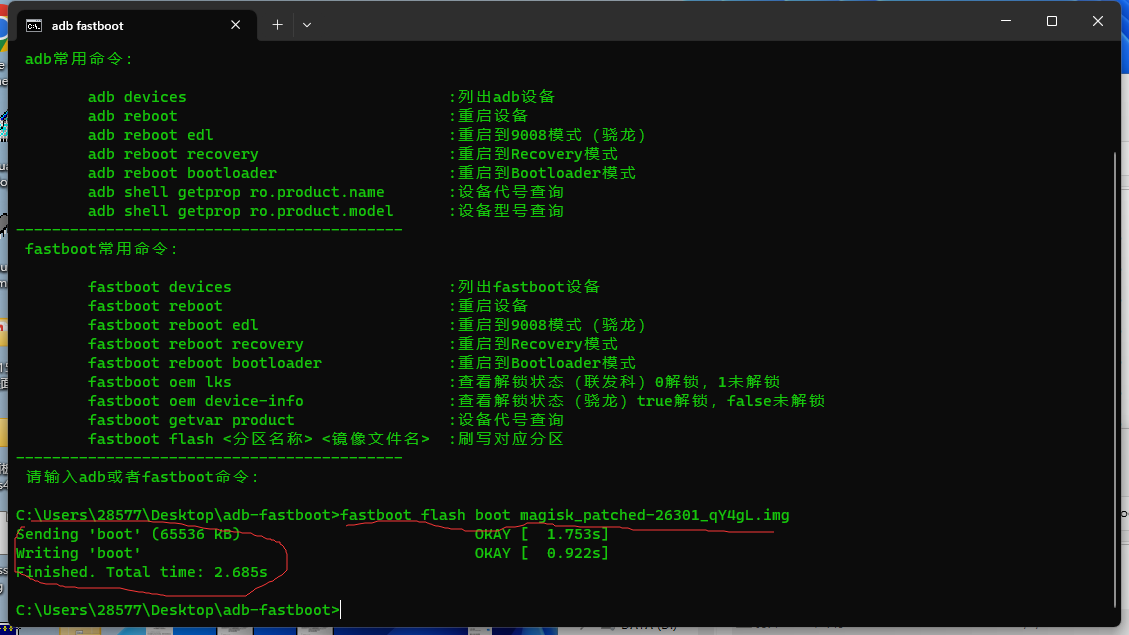 adb fastboot
adb常用命令:
adb devices :列出adb设备
adb reboot :重启设备
adb reboot edl :重启到9008模式 (骁龙)
adb reboot recovery :重启到Recovery模式
adb reboot bootloader :重启到Bootloader模式
adb shell getprop ro.product.name :设备代号查询
adb shell getprop ro.product.model :设备型号查询
-------------------------------------------
fastboot常用命令:
fastboot devices :列出fastboot设备
fastboot reboot :重启设备
fastboot reboot edl :重启到9008模式 (骁龙)
fastboot reboot recovery :重启到Recovery模式
fastboot reboot bootloader :重启到Bootloader模式
fastboot oem lks :查看解锁状态 (联发科) 0解锁, 1未解锁
fastboot oem device-info :查看解锁状态 (骁龙) true解锁, false未解锁
fastboot getvar product :设备代号查询
fastboot flash <分区名称> <镜像文件名> :刷写对应分区
-------------------------------------------
请输入adb或者fastboot命令:
C:\Users\28577\Desktop\adb-fastboot>fastboot flash boot magisk_patched-26301_qY4gL.img
Sending 'boot' (65536 KB) OKAY [ 1.753s]
Writing 'boot' OKAY [ 0.922s]
Finished. Total time: 2.685s
C:\Users\28577\Desktop\adb-fastboot>